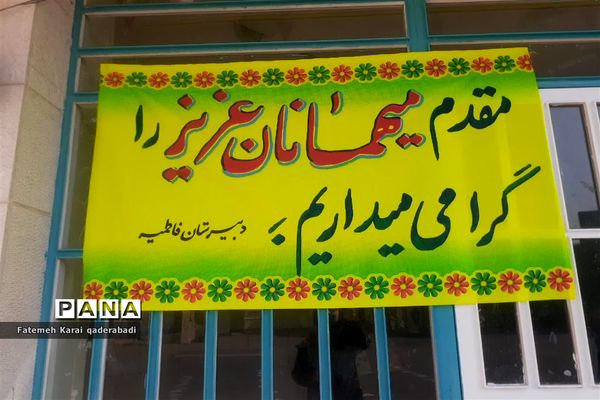 مقدم میهمانان عزیز را
گرامی میداریم
دبیرستان فاطمیه
PANA
Fatemeh Karai qaderabadi